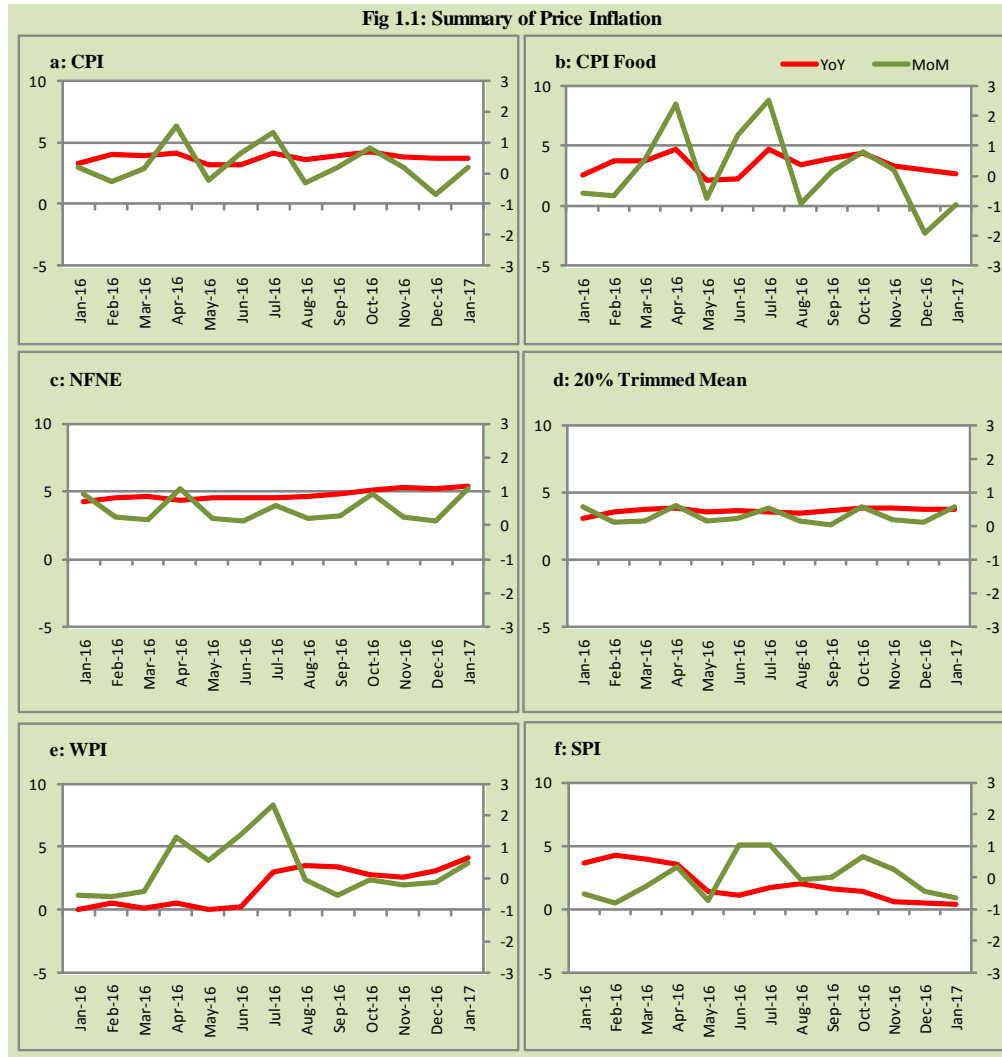 Fig 1.1: Summary of Price Inflation
a: CPI
10
5
0
-5
3
2
1
0
-1
-2
-3
Jan-16
Feb-16
Mar-16
Apr-16
May-16
Jun-16
Jul-16
Aug-16
Sep-16
Oct-16
Nov-16
Dec-16
Jan-17
b: CPI Food
YoY
MoM
10
5
0
-5
3
2
1
0
-1
-2
-3
Jan-16
Feb-16
Mar-16
Apr-16
May-16
Jun-16
Jul-16
Aug-16
Sep-16
Oct-16
Nov-16
Dec-16
Jan-17
c: NFNE
10
5
0
-5
3
2
1
0
-1
-2
-3
Jan-16
Feb-16
Mar-16
Apr-16
May-16
Jun-16
Jul-16
Aug-16
Sep-16
Oct-16
Nov-16
Dec-16
Jan-17
d: 20% Trimmed Mean
10
5
0
-5
3
2
1
0
-1
-2
-3
Jan-16
Feb-16
Mar-16
Apr-16
May-16
Jun-16
Jul-16
Aug-16
Sep-16
Oct-16
Nov-16
Dec-16
Jan-17
e: WPI
10
5
0
-5
3
2
1
0
-1
-2
-3
Jan-16
Feb-16
Mar-16
Apr-16
May-16
Jun-16
Jul-16
Aug-16
Sep-16
Oct-16
Nov-16
Dec-16
Jan-17
f: SPI
10
5
0
-5
3
2
1
0
-1
-2
-3
Jan-16
Feb-16
Mar-16
Apr-16
May-16
Jun-16
Jul-16
Aug-16
Sep-16
Oct-16
Nov-16
Dec-16
Jan-17